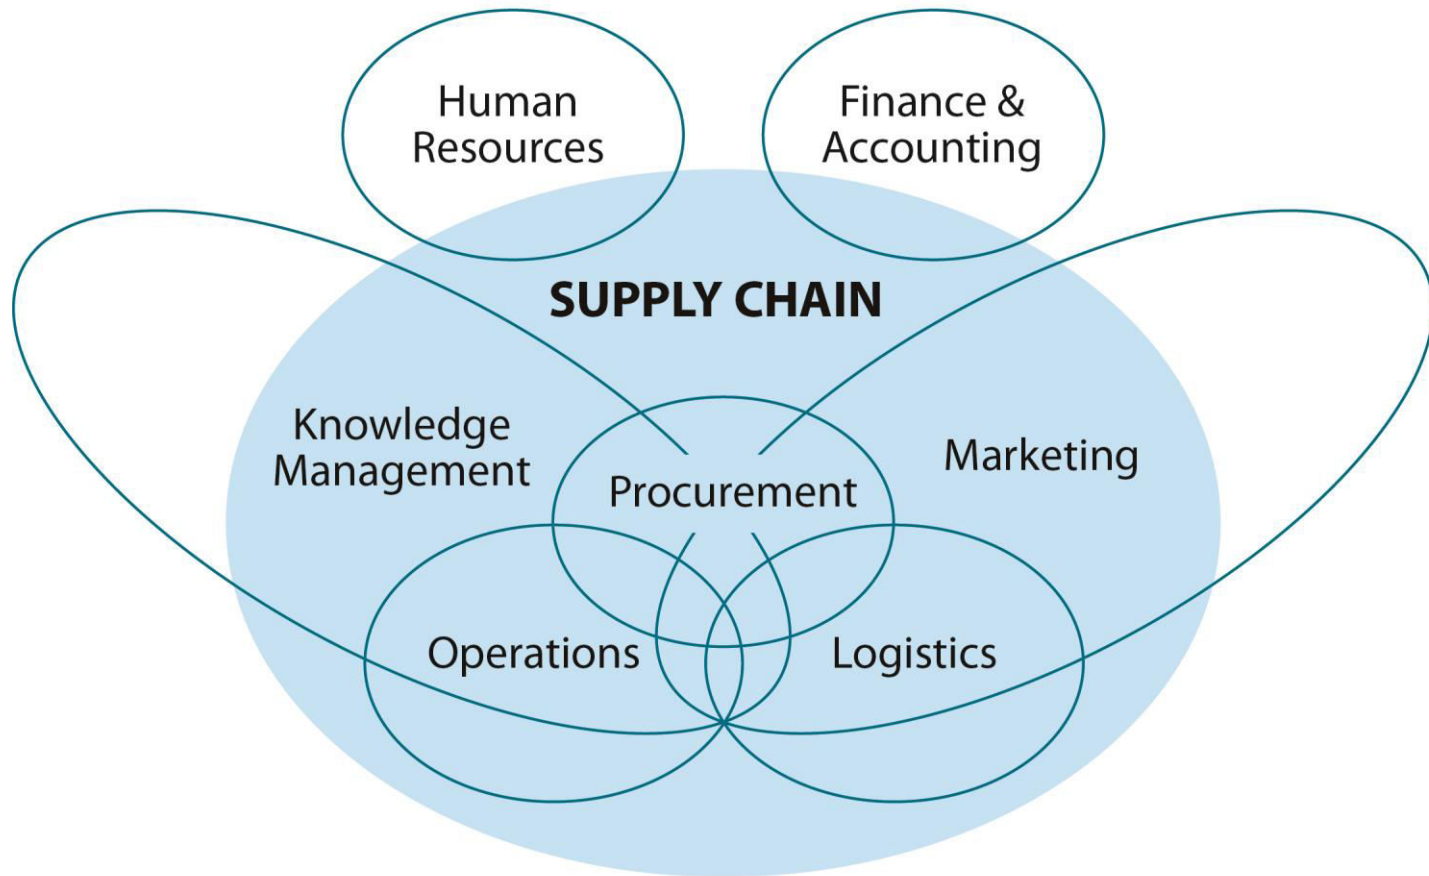 Human
Resources
Finance &
Accounting
SUPPLY CHAIN
Knowledge
Management
Marketing
Procurement
Operations
Logistics